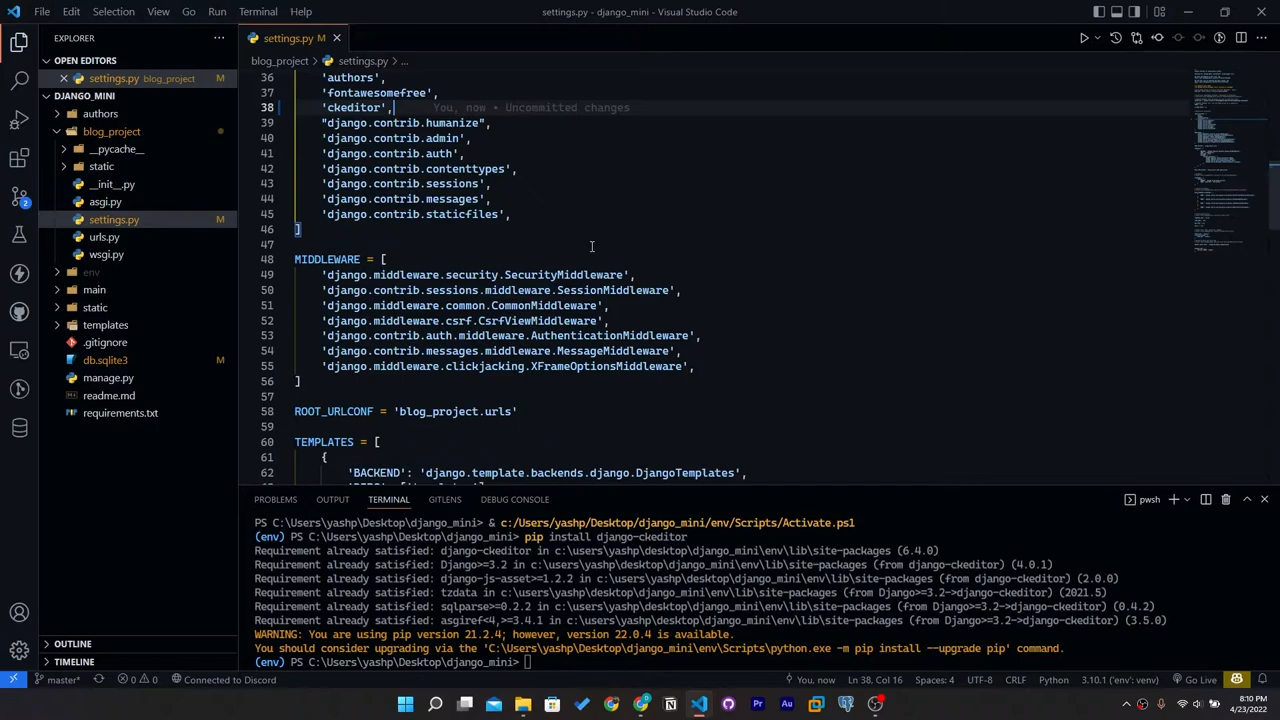 File Edit Selection View Go Run Terminal Help
settings.py - django_mini - Visual Studio Code
EXPLORER
OPEN EDITORS
settings.py blog_project M
DJANGO_MINI
authors
blog_project
__pycache__
static
__init__.py
asgi.py
settings.py M
urls.py
wsgi.py
env
main
static
templates
.gitignore
db.sqlite3 M
manage.py
readme.md
requirements.txt
OUTLINE
TIMELINE
settings.py M
blog_project > settings.py > ...
36 'authors',
37 'fontawesomefree',
38 'ckeditor',
39 'django.contrib.humanize',
40 'django.contrib.admin',
41 'django.contrib.auth',
42 'django.contrib.contenttypes',
43 'django.contrib.sessions',
44 'django.contrib.messages',
45 'django.contrib.staticfiles',
46 ]
47
48 MIDDLEWARE = [
49 'django.middleware.security.SecurityMiddleware',
50 'django.contrib.sessions.middleware.SessionMiddleware',
51 'django.middleware.common.CommonMiddleware',
52 'django.middleware.csrf.CsrfViewMiddleware',
53 'django.contrib.auth.middleware.AuthenticationMiddleware',
54 'django.contrib.messages.middleware.MessageMiddleware',
55 'django.middleware.clickjacking.XFrameOptionsMiddleware',
56 ]
57
58 ROOT_URLCONF = 'blog_project.urls'
59
60 TEMPLATES = [
61 {
62 'BACKEND': 'django.template.backends.django.DjangoTemplates',
PROBLEMS OUTPUT TERMINAL GITLENS DEBUG CONSOLE
pwsh
PS C:\Users\yashp\Desktop\django_mini> & c:/Users/yashp/Desktop/django_mini/env/Scripts/Activate.ps1
(env) PS C:\Users\yashp\Desktop\django_mini> pip install django-ckeditor
Requirement already satisfied: django-ckeditor in c:\users\yashp\desktop\django_mini\env\lib\site-packages (6.4.0)
Requirement already satisfied: Django>=3.2 in c:\users\yashp\desktop\django_mini\env\lib\site-packages (from django-ckeditor) (4.0.1)
Requirement already satisfied: django-js-asset>=1.2.2 in c:\users\yashp\desktop\django_mini\env\lib\site-packages (from django-ckeditor) (2.0.0)
Requirement already satisfied: tzdata in c:\users\yashp\desktop\django_mini\env\lib\site-packages (from Django>=3.2->django-ckeditor) (2021.5)
Requirement already satisfied: sqlparse>=0.2.2 in c:\users\yashp\desktop\django_mini\env\lib\site-packages (from Django>=3.2->django-ckeditor) (0.4.2)
Requirement already satisfied: asgiref<4,>=3.4.1 in c:\users\yashp\desktop\django_mini\env\lib\site-packages (from Django>=3.2->django-ckeditor) (3.5.0)
WARNING: You are using pip version 21.2.4; however, version 22.0.4 is available.
You should consider upgrading via the 'C:\Users\yashp\Desktop\django_mini\env\Scripts\python.exe -m pip install --upgrade pip' command.
(env) PS C:\Users\yashp\Desktop\django_mini>
master* 0 0 Connected to Discord You, now Ln 38, Col 16 Spaces: 4 UTF-8 CRLF Python 3.10.1 ('env': venv) Go Live
8:10 PM
4/23/2022